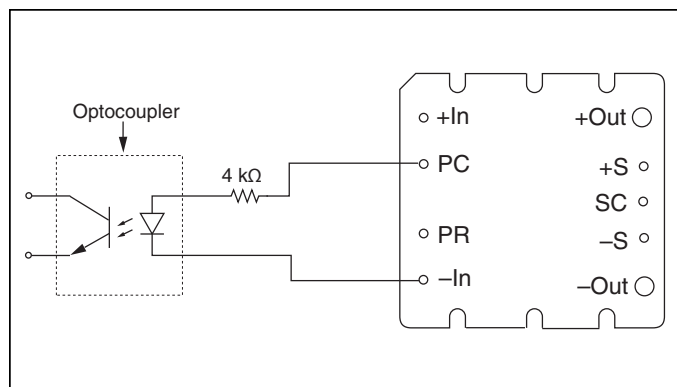 Optocoupler
4 kΩ
+In
PC
PR
–In
+Out
+S
SC
–S
–Out